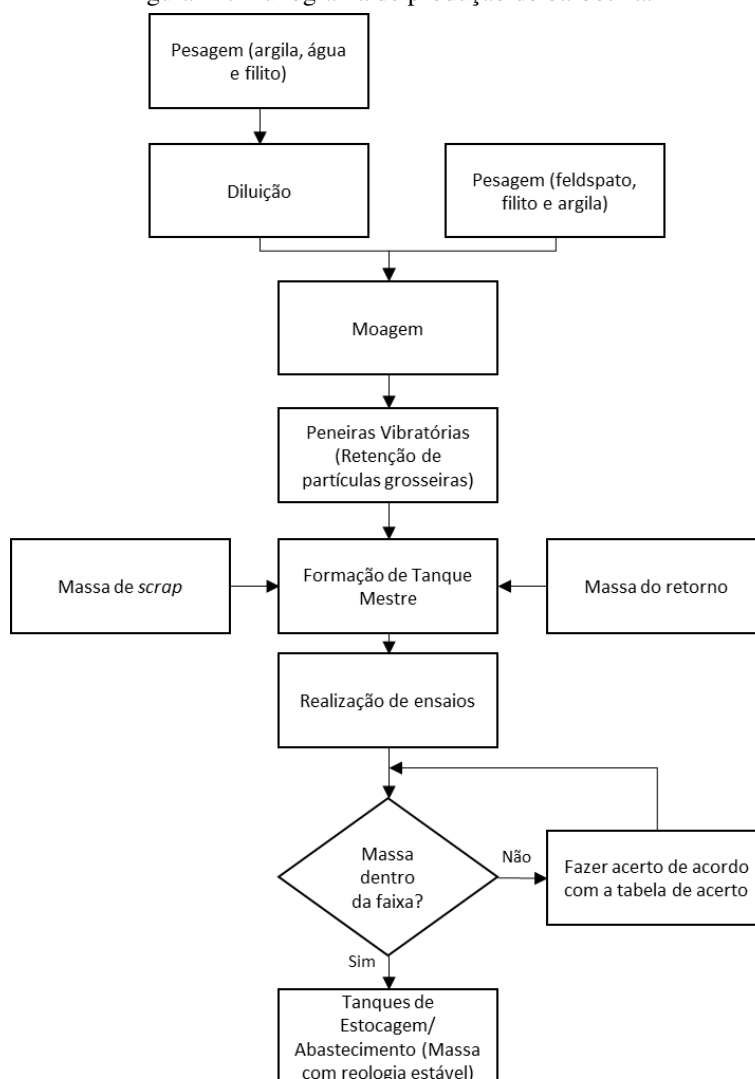 Pesagem (argila, água
e filito)
Diluição
Pesagem (feldspato,
filito e argila)
Moagem
Peneiras Vibratórias
(Retenção de
partículas grosseiras)
Massa de scrap
Formação de Tanque
Mestre
Massa do retorno
Realização de ensaios
Massa
dentro
da faixa?
Não
Fazer acerto de acordo
com a tabela de acerto
Sim
Tanques de
Estocagem/
Abastecimento (Massa
com reologia estável)